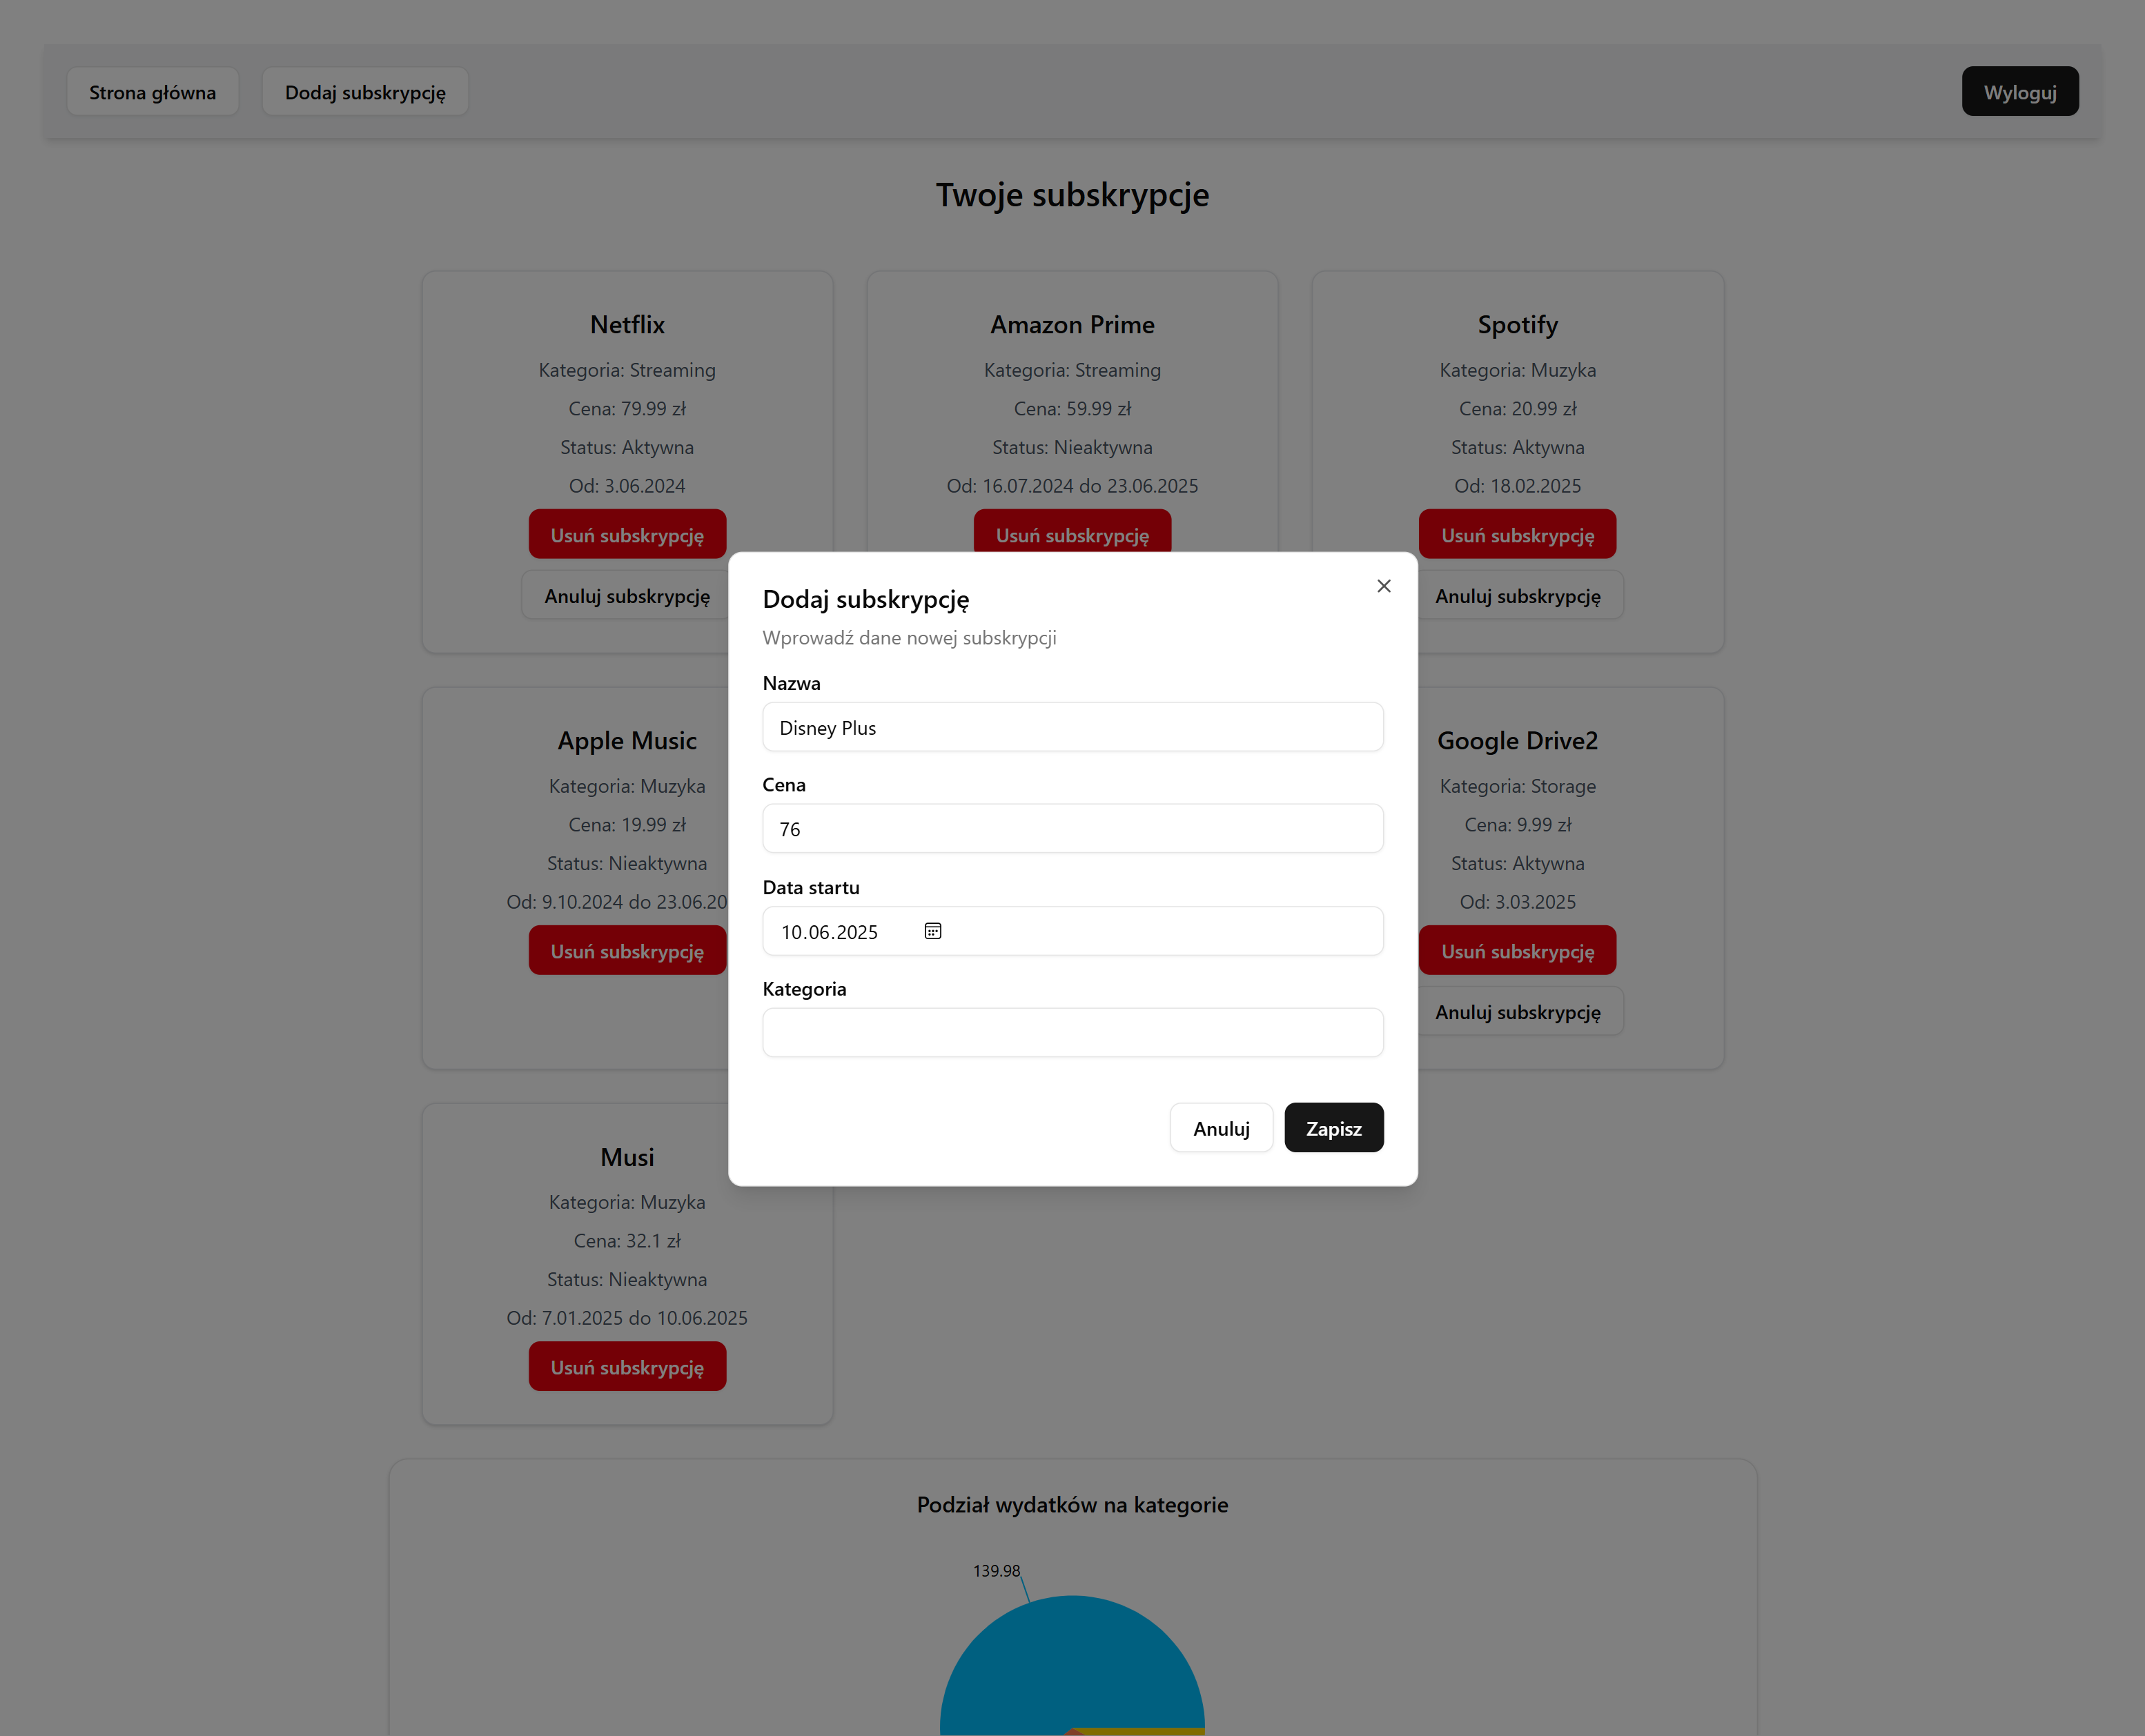 Strona główna
Dodaj subskrypcję
Wyloguj
Twoje subskrypcje
Netflix
Kategoria: Streaming
Cena: 79.99 zł
Status: Aktywna
Od: 3.06.2024
Usuń subskrypcję
Anuluj subskrypcję
Amazon Prime
Kategoria: Streaming
Cena: 59.99 zł
Status: Nieaktywna
Od: 16.07.2024 do 23.06.2025
Usuń subskrypcję
Spotify
Kategoria: Muzyka
Cena: 20.99 zł
Status: Aktywna
Od: 18.02.2025
Usuń subskrypcję
Anuluj subskrypcję
Dodaj subskrypcję
Wprowadź dane nowej subskrypcji
Nazwa
Disney Plus
Cena
76
Data startu
10.06.2025
Kategoria
Anuluj
Zapisz
Apple Music
Kategoria: Muzyka
Cena: 19.99 zł
Status: Nieaktywna
Od: 9.10.2024 do 23.06.20
Usuń subskrypcję
Google Drive2
Kategoria: Storage
Cena: 9.99 zł
Status: Aktywna
Od: 3.03.2025
Usuń subskrypcję
Anuluj subskrypcję
Musi
Kategoria: Muzyka
Cena: 32.1 zł
Status: Nieaktywna
Od: 7.01.2025 do 10.06.2025
Usuń subskrypcję
Podział wydatków na kategorie
139.98